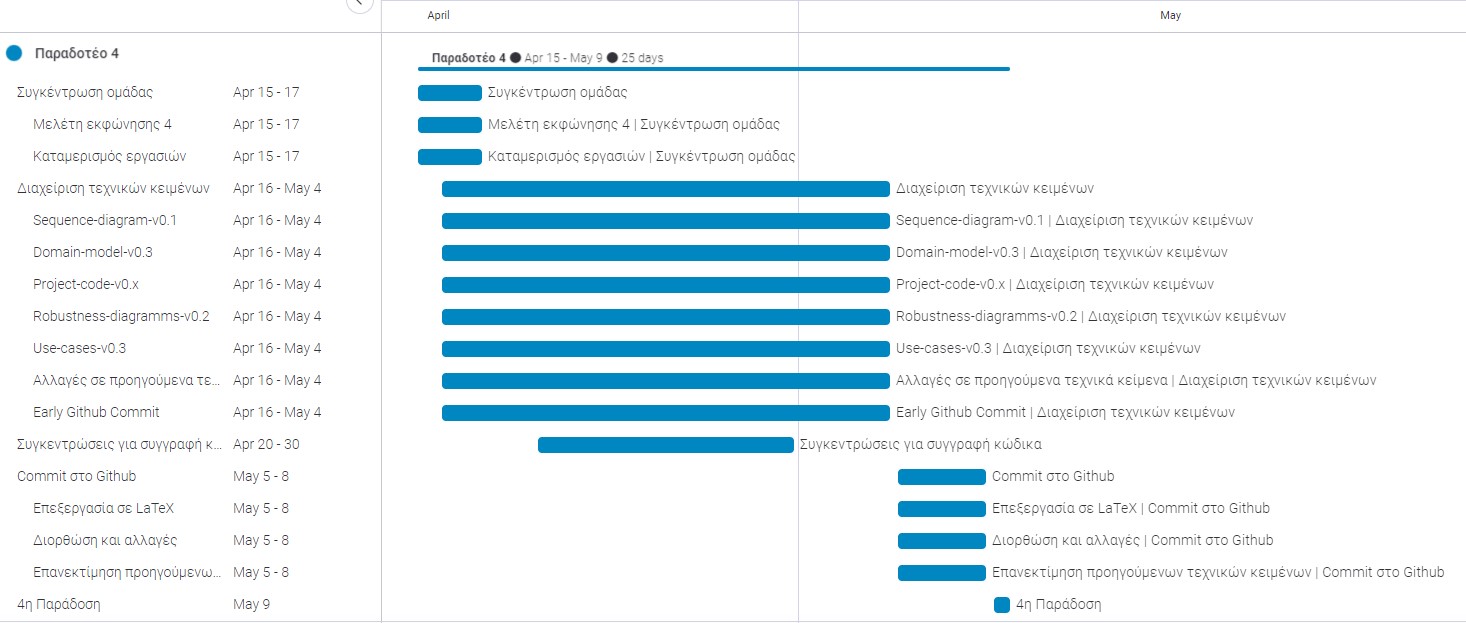 April May
Παραδοτέο 4
Παραδοτέο 4 ● Apr 15 - May 9 ● 25 days
Συγκέντρωση ομάδας Apr 15 - 17 Συγκέντρωση ομάδας
Μελέτη εκφώνησης 4 Apr 15 - 17 Μελέτη εκφώνησης 4 | Συγκέντρωση ομάδας
Καταμερισμός εργασιών Apr 15 - 17 Καταμερισμός εργασιών | Συγκέντρωση ομάδας
Διαχείριση τεχνικών κειμένων Apr 16 - May 4 Διαχείριση τεχνικών κειμένων
Sequence-diagram-v0.1 Apr 16 - May 4 Sequence-diagram-v0.1 | Διαχείριση τεχνικών κειμένων
Domain-model-v0.3 Apr 16 - May 4 Domain-model-v0.3 | Διαχείριση τεχνικών κειμένων
Project-code-v0.x Apr 16 - May 4 Project-code-v0.x | Διαχείριση τεχνικών κειμένων
Robustness-diagramms-v0.2 Apr 16 - May 4 Robustness-diagramms-v0.2 | Διαχείριση τεχνικών κειμένων
Use-cases-v0.3 Apr 16 - May 4 Use-cases-v0.3 | Διαχείριση τεχνικών κειμένων
Αλλαγές σε προηγούμενα τε... Apr 16 - May 4 Αλλαγές σε προηγούμενα τεχνικά κείμενα | Διαχείριση τεχνικών κειμένων
Early Github Commit Apr 16 - May 4 Early Github Commit | Διαχείριση τεχνικών κειμένων
Συγκεντρώσεις για συγγραφή κ... Apr 20 - 30 Συγκεντρώσεις για συγγραφή κώδικα
Commit στο Github May 5 - 8 Commit στο Github
Επεξεργασία σε LaTeX May 5 - 8 Επεξεργασία σε LaTeX | Commit στο Github
Διορθώση και αλλαγές May 5 - 8 Διορθώση και αλλαγές | Commit στο Github
Επανεκτίμηση προηγούμενω... May 5 - 8 Επανεκτίμηση προηγούμενων τεχνικών κειμένων | Commit στο Github
4η Παράδοση May 9 4η Παράδοση